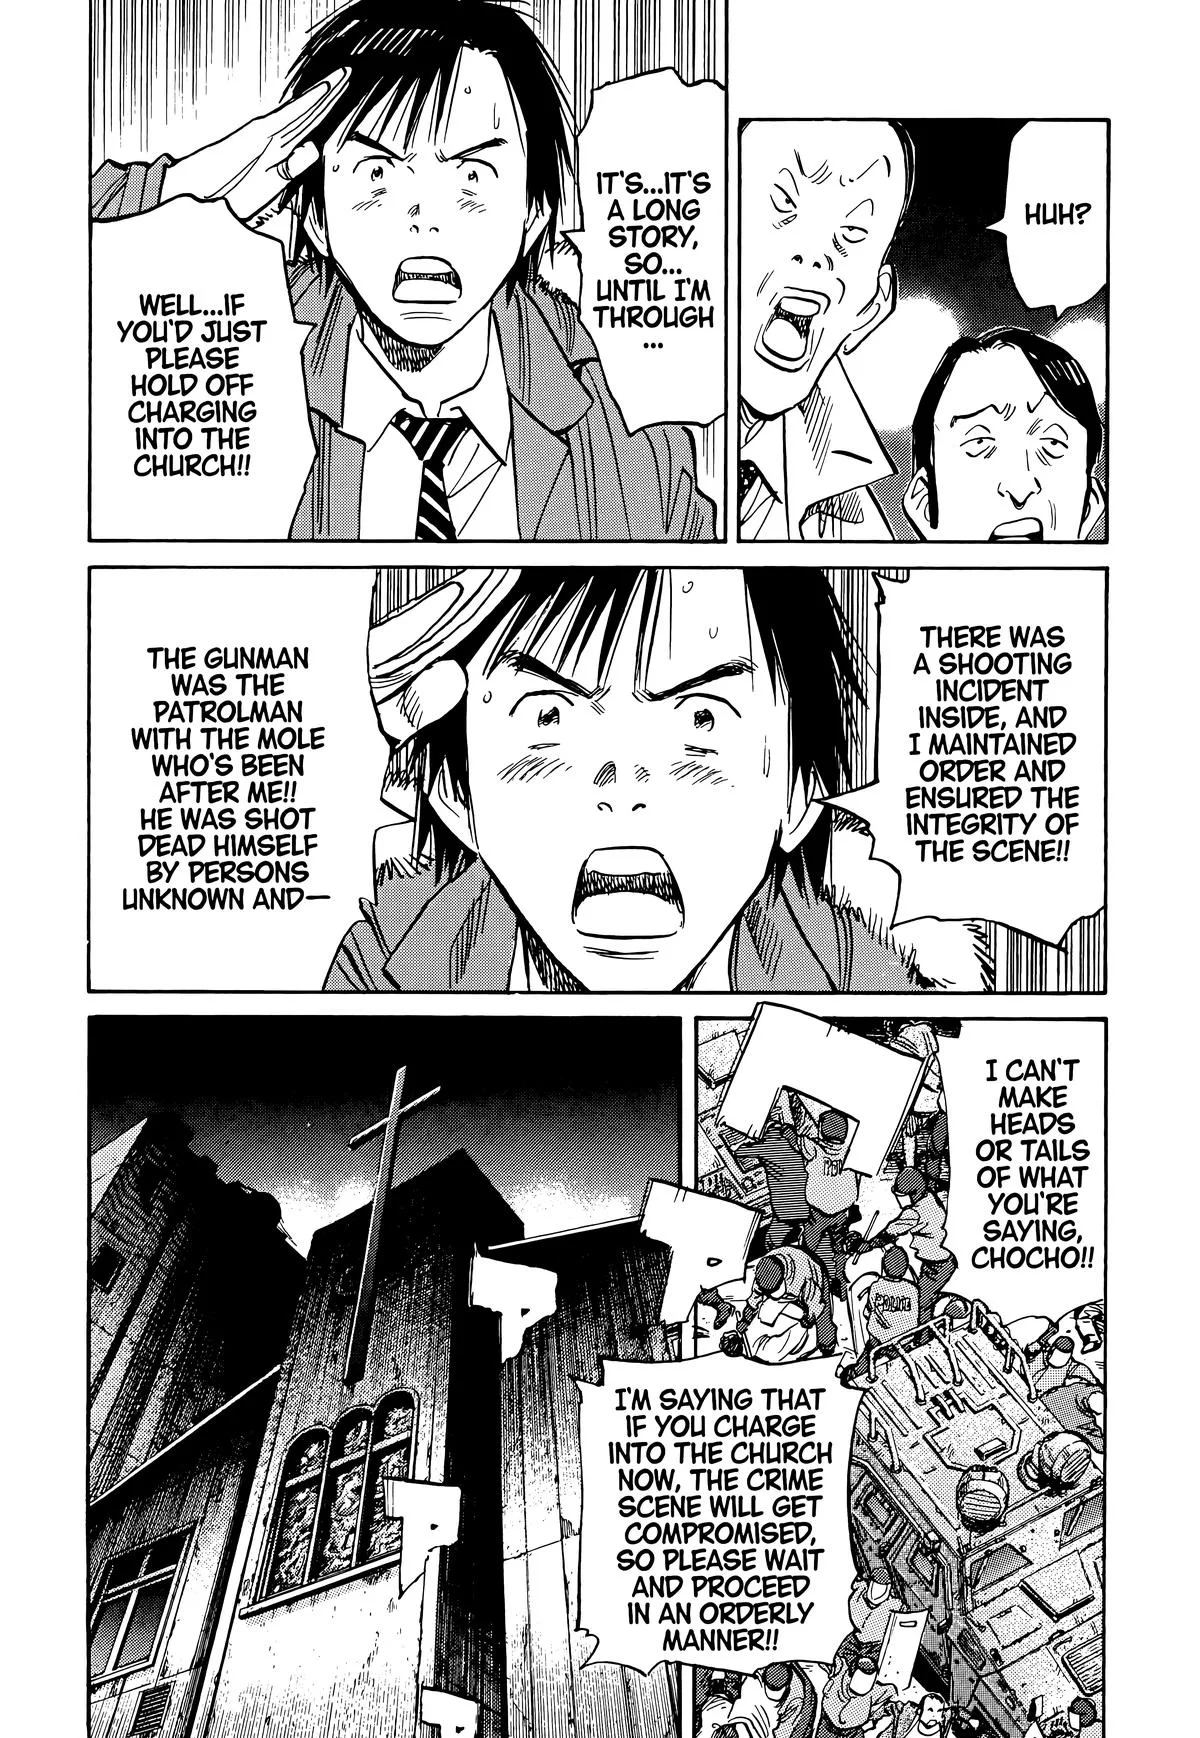 HUH?
IT'S...IT'S
A LONG
STORY,
SO...
UNTIL I'M
THROUGH
...
WELL...IF
YOU'D JUST
PLEASE
HOLD OFF
CHARGING
INTO THE
CHURCH!!
THERE WAS
A SHOOTING
INCIDENT
INSIDE, AND
I MAINTAINED
ORDER AND
ENSURED THE
INTEGRITY OF
THE SCENE!!
THE GUNMAN
WAS THE
PATROLMAN
WITH THE MOLE
WHO'S BEEN
AFTER ME!!
HE WAS SHOT
DEAD HIMSELF
BY PERSONS
UNKNOWN AND—
I CAN'T
MAKE
HEADS
OR TAILS
OF WHAT
YOU'RE
SAYING,
CHOCHO!!
I'M SAYING THAT
IF YOU CHARGE
INTO THE CHURCH
NOW, THE CRIME
SCENE WILL GET
COMPROMISED,
SO PLEASE WAIT
AND PROCEED
IN AN ORDERLY
MANNER!!